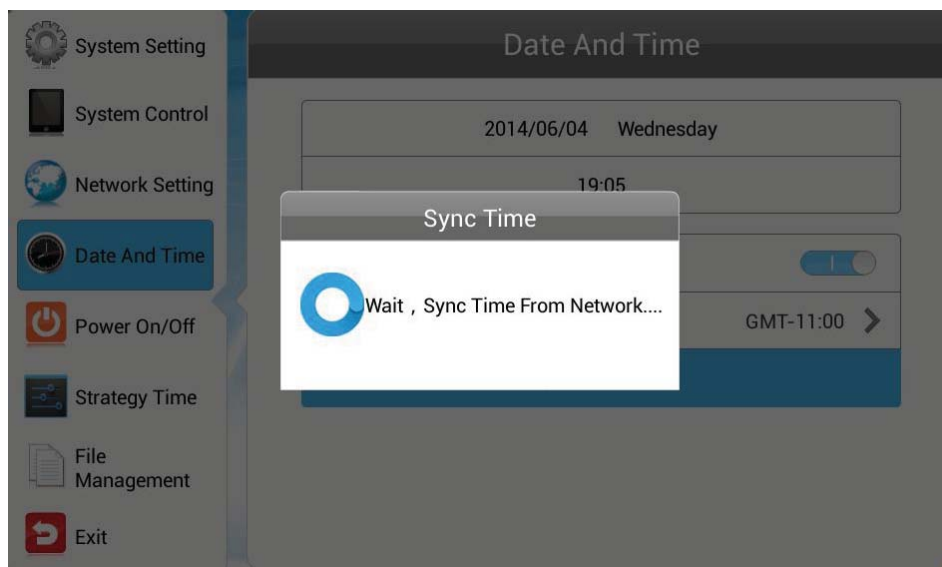 System Setting
System Control
Network Setting
Date And Time
Power On/Off
Strategy Time
File
Management
Exit
Date And Time
2014/06/04 Wednesday
19:05
Sync Time
Wait , Sync Time From Network....
GMT-11:00